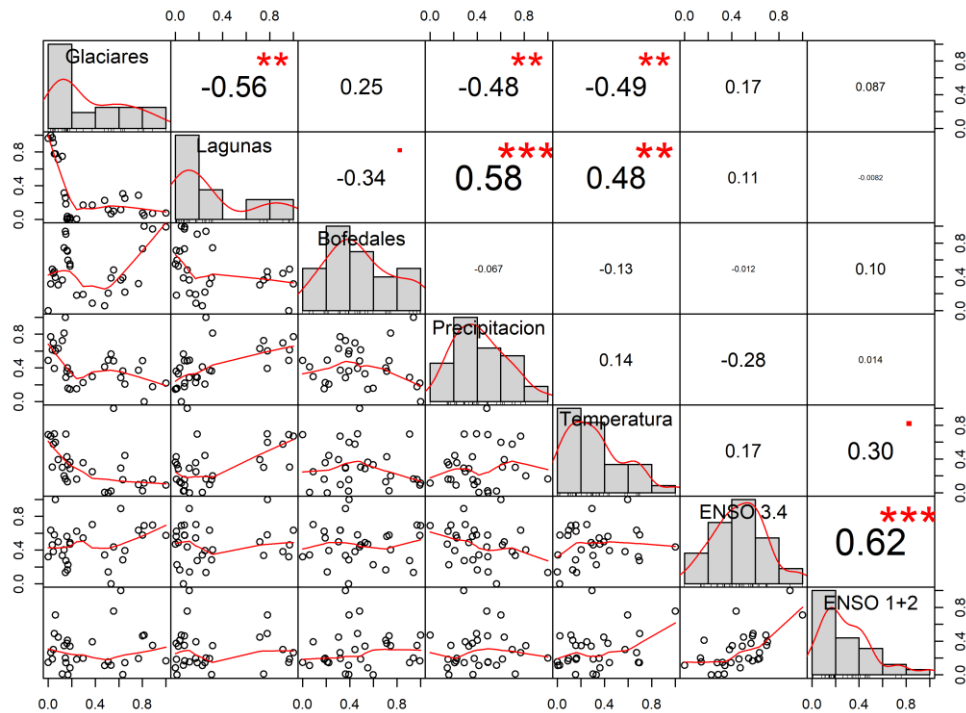 0.0 0.4 0.8 0.0 0.4 0.8 0.0 0.4 0.8
Glaciares -0.56 ** 0.25 -0.48 ** -0.49 ** 0.17 0.087 0.0 0.4 0.8
0.0 0.4 0.8 Lagunas -0.34 0.58 *** 0.48 ** 0.11 -0.0082
Bofedales -0.067 -0.13 -0.012 0.10 0.0 0.4 0.8
0.0 0.4 0.8 Precipitacion 0.14 -0.28 0.014
Temperatura 0.17 0.30 0.0 0.4 0.8
0.0 0.4 0.8 ENSO 3.4 0.62 ***
ENSO 1+2 0.0 0.4 0.8
0.0 0.4 0.8 0.0 0.4 0.8 0.0 0.4 0.8 0.0 0.4 0.8